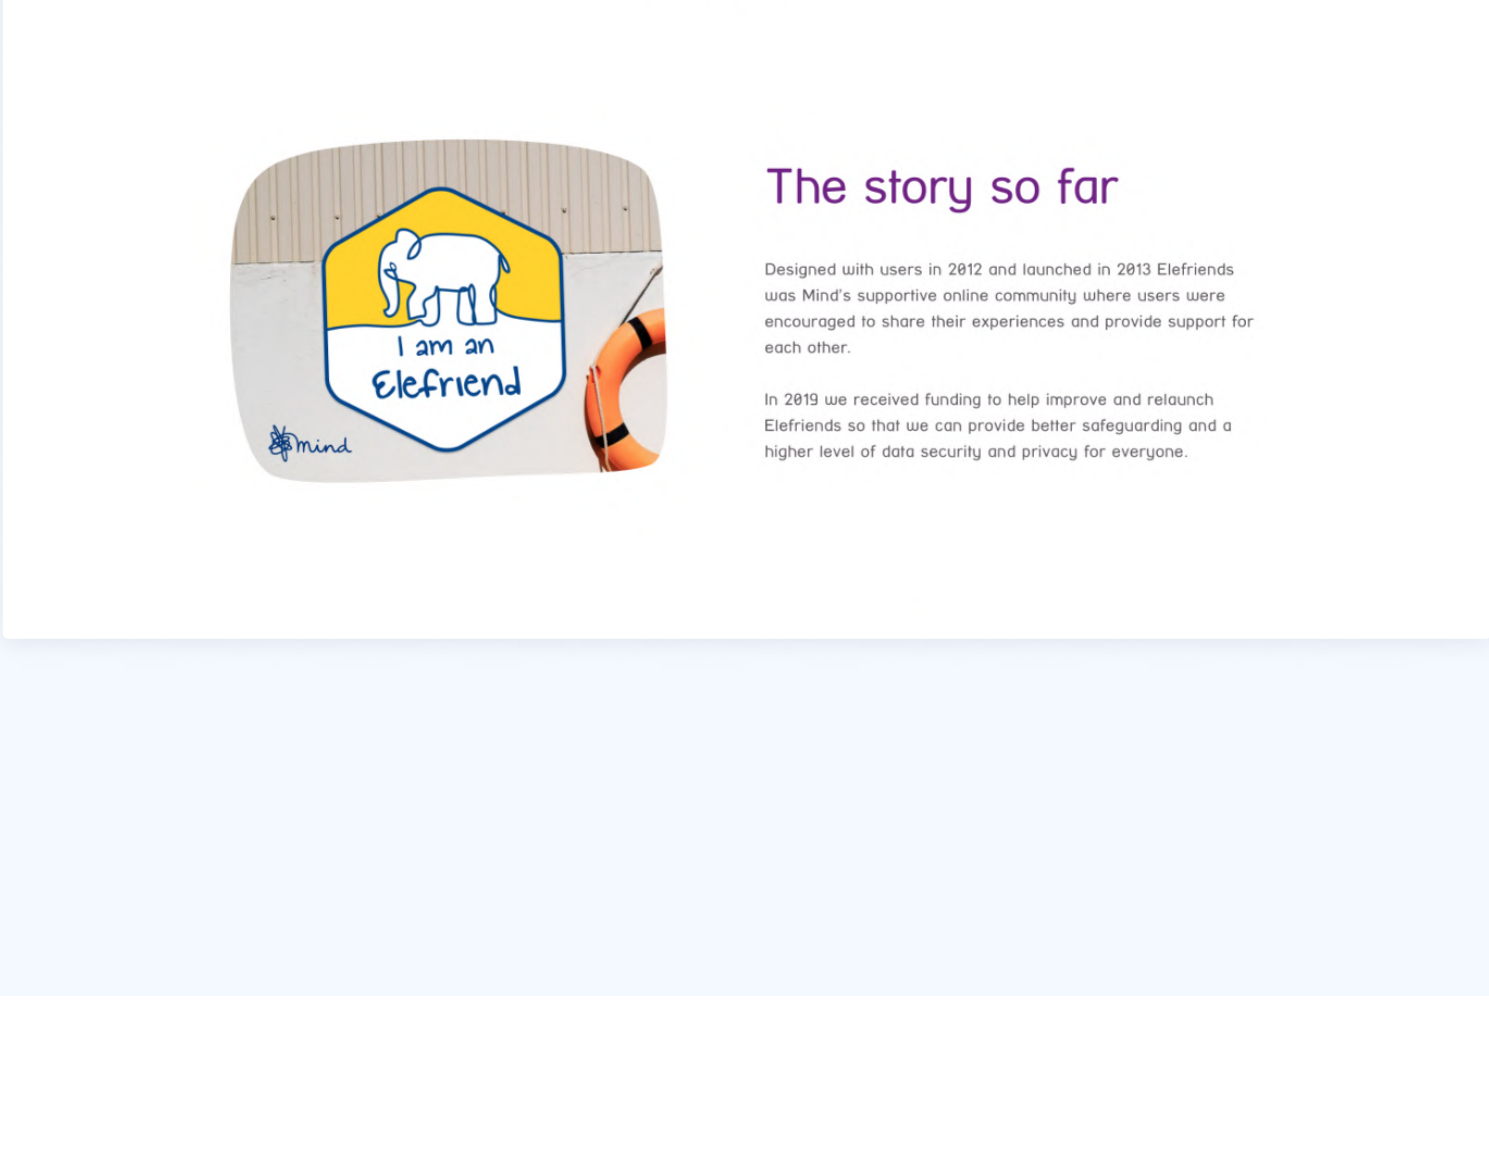 I am an
Elefriend
mind
The story so far
Designed with users in 2012 and launched in 2013 Elefriends
was Mind's supportive online community where users were
encouraged to share their experiences and provide support for
each other.
In 2019 we received funding to help improve and relaunch
Elefriends so that we can provide better safeguarding and a
higher level of data security and privacy for everyone.